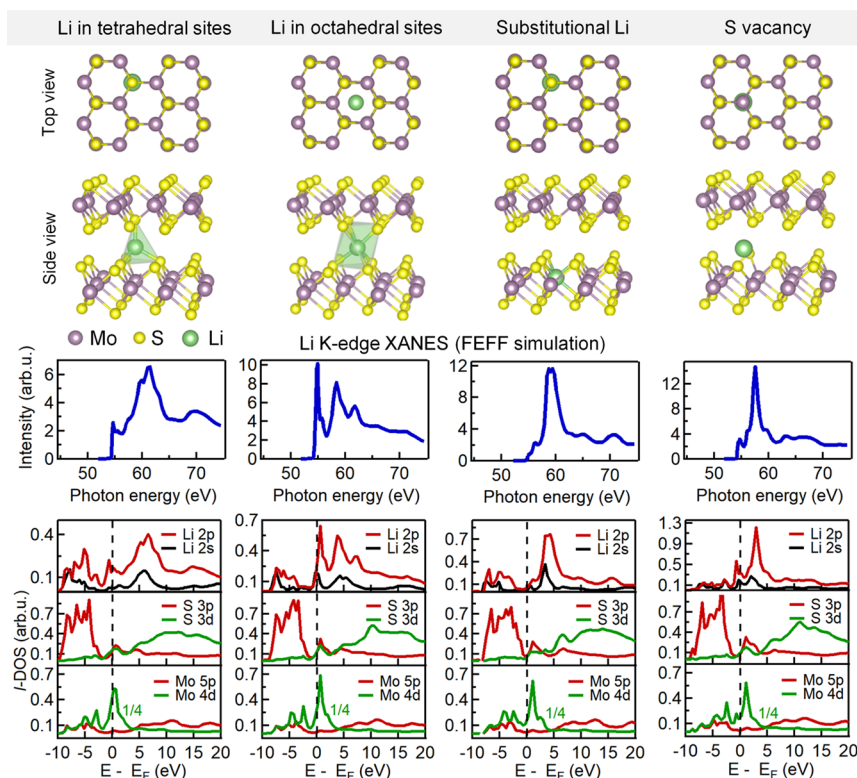 Li in tetrahedral sites Li in octahedral sites Substitutional Li S vacancy
Top view
Side view
Mo S Li
Li K-edge XANES (FEFF simulation)
Intensity (arb.u.)
6
4
2
0
50 60 70
Photon energy (eV)
10
8
6
4
2
0
50 60 70
Photon energy (eV)
12
8
4
0
50 60 70
Photon energy (eV)
12
8
4
0
50 60 70
Photon energy (eV)
l-DOS (arb.u.)
0.4
0.1
Li 2p
Li 2s
0.7
0.4
0.1
Li 2p
Li 2s
0.7
0.4
0.1
Li 2p
Li 2s
1.3
1.0
0.7
0.4
0.1
Li 2p
Li 2s
0.7
0.4
0.1
S 3p
S 3d
0.7
0.4
0.1
S 3p
S 3d
0.7
0.4
0.1
S 3p
S 3d
0.7
0.4
0.1
S 3p
S 3d
0.7
0.4
0.1
Mo 5p
Mo 4d
1/4
0.7
0.4
0.1
Mo 5p
Mo 4d
1/4
0.7
0.4
0.1
Mo 5p
Mo 4d
1/4
0.7
0.4
0.1
Mo 5p
Mo 4d
1/4
-10 -5 0 5 10 15 20
E - EF (eV)
-10 -5 0 5 10 15 20
E - EF (eV)
-10 -5 0 5 10 15 20
E - EF (eV)
-10 -5 0 5 10 15 20
E - EF (eV)